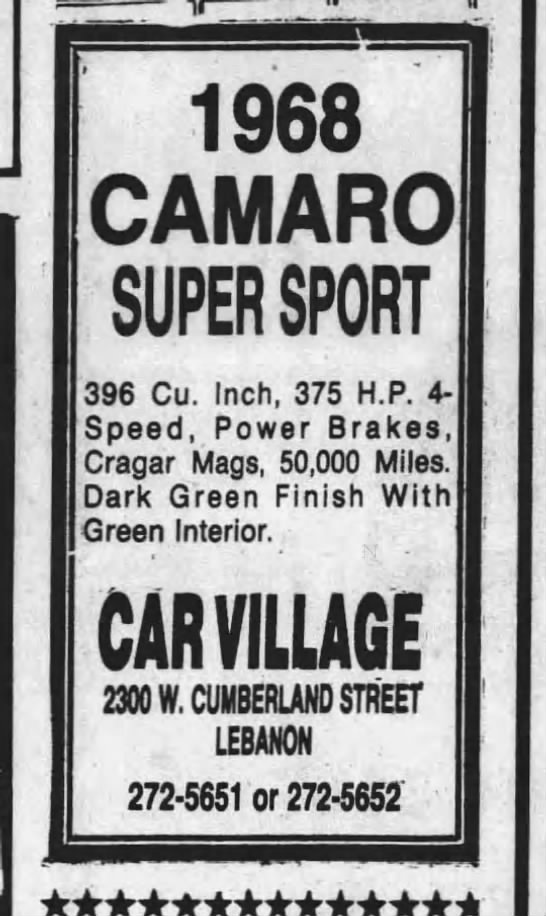 1968
CAMARO
SUPER SPORT
396 Cu. Inch, 375 H.P. 4-
Speed, Power Brakes,
Cragar Mags, 50,000 Miles.
Dark Green Finish With
Green Interior.
CAR VILLAGE
2300 W. CUMBERLAND STREET
LEBANON
272-5651 or 272-5652